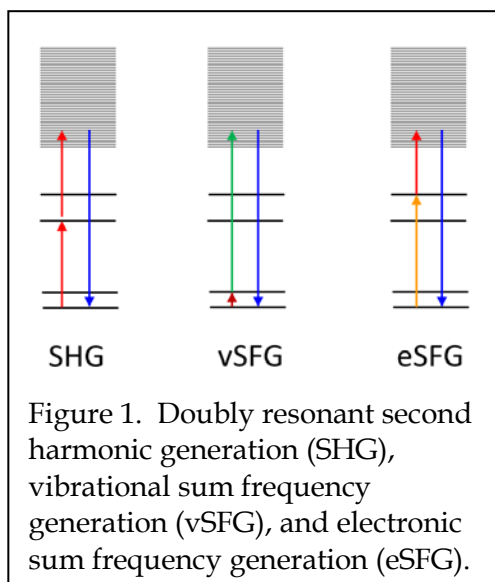 SHG vSFG eSFG
Figure 1.  Doubly resonant second
harmonic generation (SHG),
vibrational sum frequency
generation (vSFG), and electronic
sum frequency generation (eSFG).